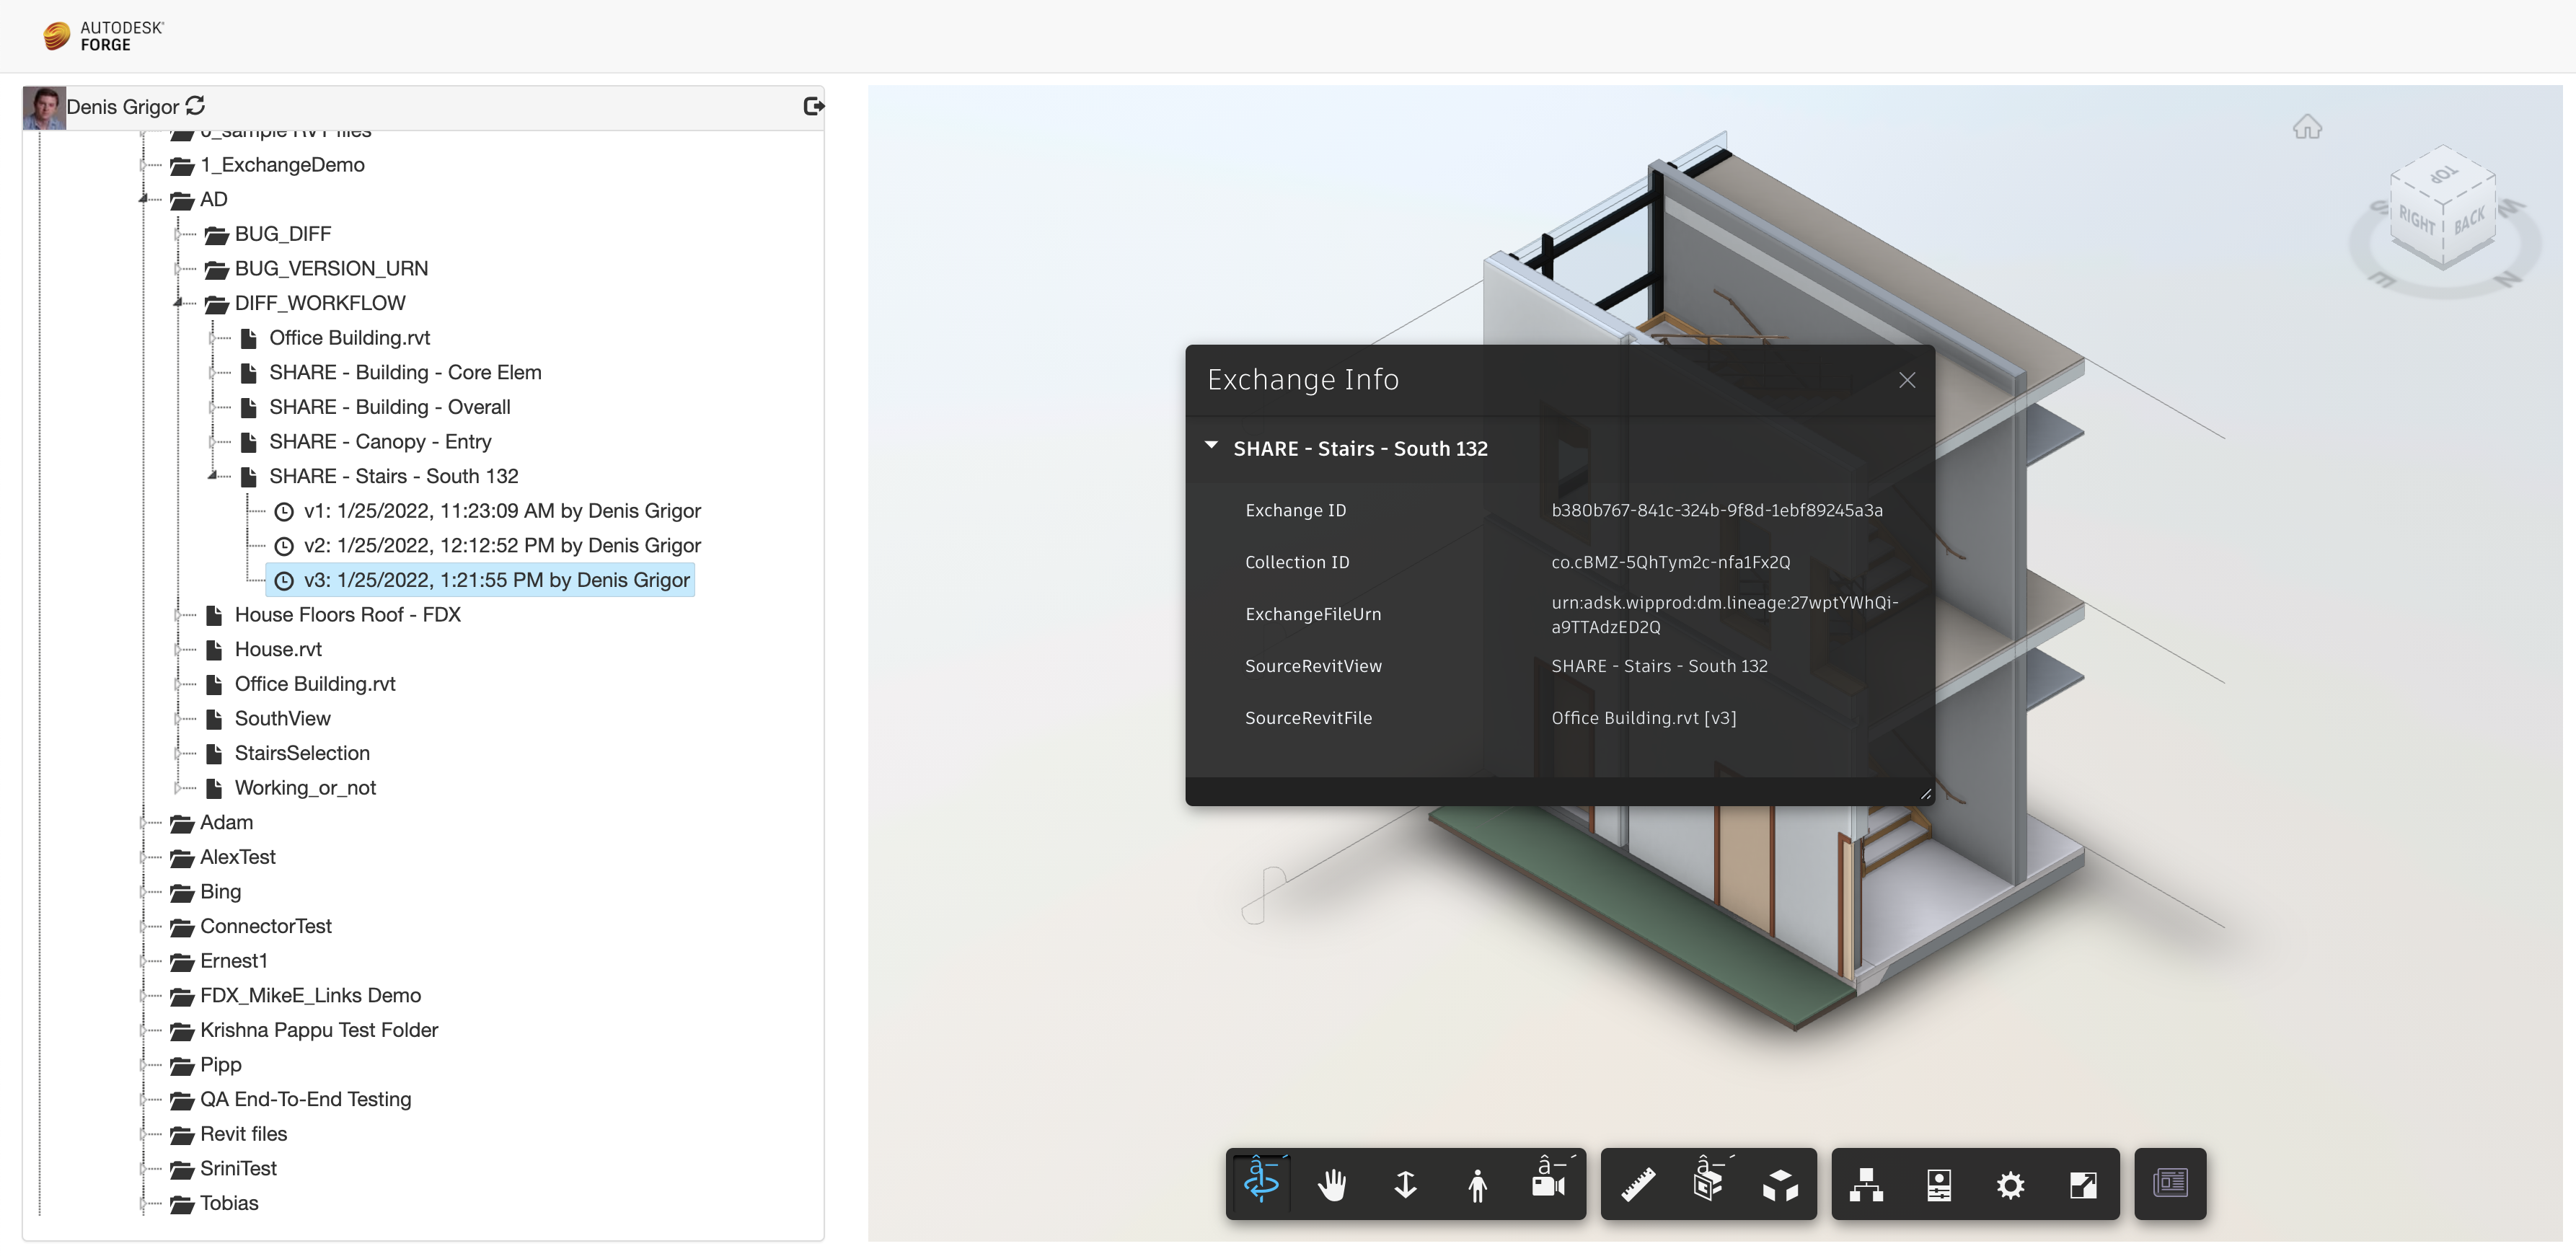 AUTODESK
FORGE
Denis Grigor
0_sample RVT files
1_ExchangeDemo
AD
BUG_DIFF
BUG_VERSION_URN
DIFF_WORKFLOW
Office Building.rvt
SHARE - Building - Core Elem
SHARE - Building - Overall
SHARE - Canopy - Entry
SHARE - Stairs - South 132
v1: 1/25/2022, 11:23:09 AM by Denis Grigor
v2: 1/25/2022, 12:12:52 PM by Denis Grigor
v3: 1/25/2022, 1:21:55 PM by Denis Grigor
House Floors Roof - FDX
House.rvt
Office Building.rvt
SouthView
StairsSelection
Working_or_not
Adam
AlexTest
Bing
ConnectorTest
Ernest1
FDX_MikeE_Links Demo
Krishna Pappu Test Folder
Pipp
QA End-To-End Testing
Revit files
SriniTest
Tobias
TOP
RIGHT
BACK
S
W
E
N
Exchange Info
SHARE - Stairs - South 132
Exchange ID b380b767-841c-324b-9f8d-1ebf89245a3a
Collection ID co.cBMZ-5QhTym2c-nfa1Fx2Q
ExchangeFileUrn urn:adsk.wipprod:dm.lineage:27wptYWhQi-
a9TTAdzED2Q
SourceRevitView SHARE - Stairs - South 132
SourceRevitFile Office Building.rvt [v3]